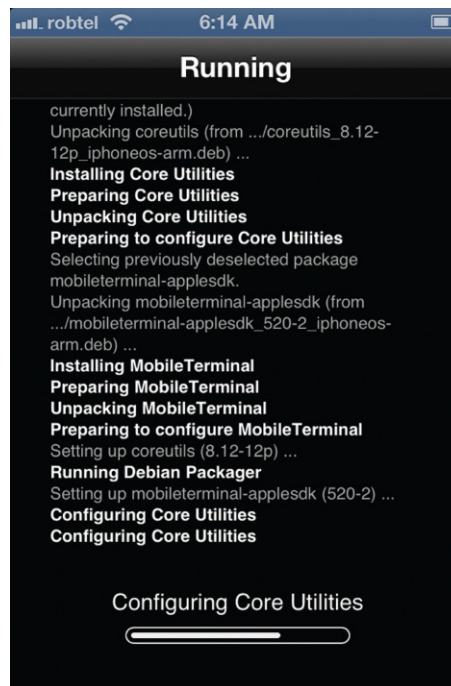 robtel 6:14 AM
Running
currently installed.)
Unpacking coreutils (from .../coreutils_8.12-
12p_iphoneos-arm.deb) ...
Installing Core Utilities
Preparing Core Utilities
Unpacking Core Utilities
Preparing to configure Core Utilities
Selecting previously deselected package
mobileterminal-applesdk.
Unpacking mobileterminal-applesdk (from
.../mobileterminal-applesdk_520-2_iphoneos-
arm.deb) ...
Installing MobileTerminal
Preparing MobileTerminal
Unpacking MobileTerminal
Preparing to configure MobileTerminal
Setting up coreutils (8.12-12p) ...
Running Debian Packager
Setting up mobileterminal-applesdk (520-2) ...
Configuring Core Utilities
Configuring Core Utilities
Configuring Core Utilities